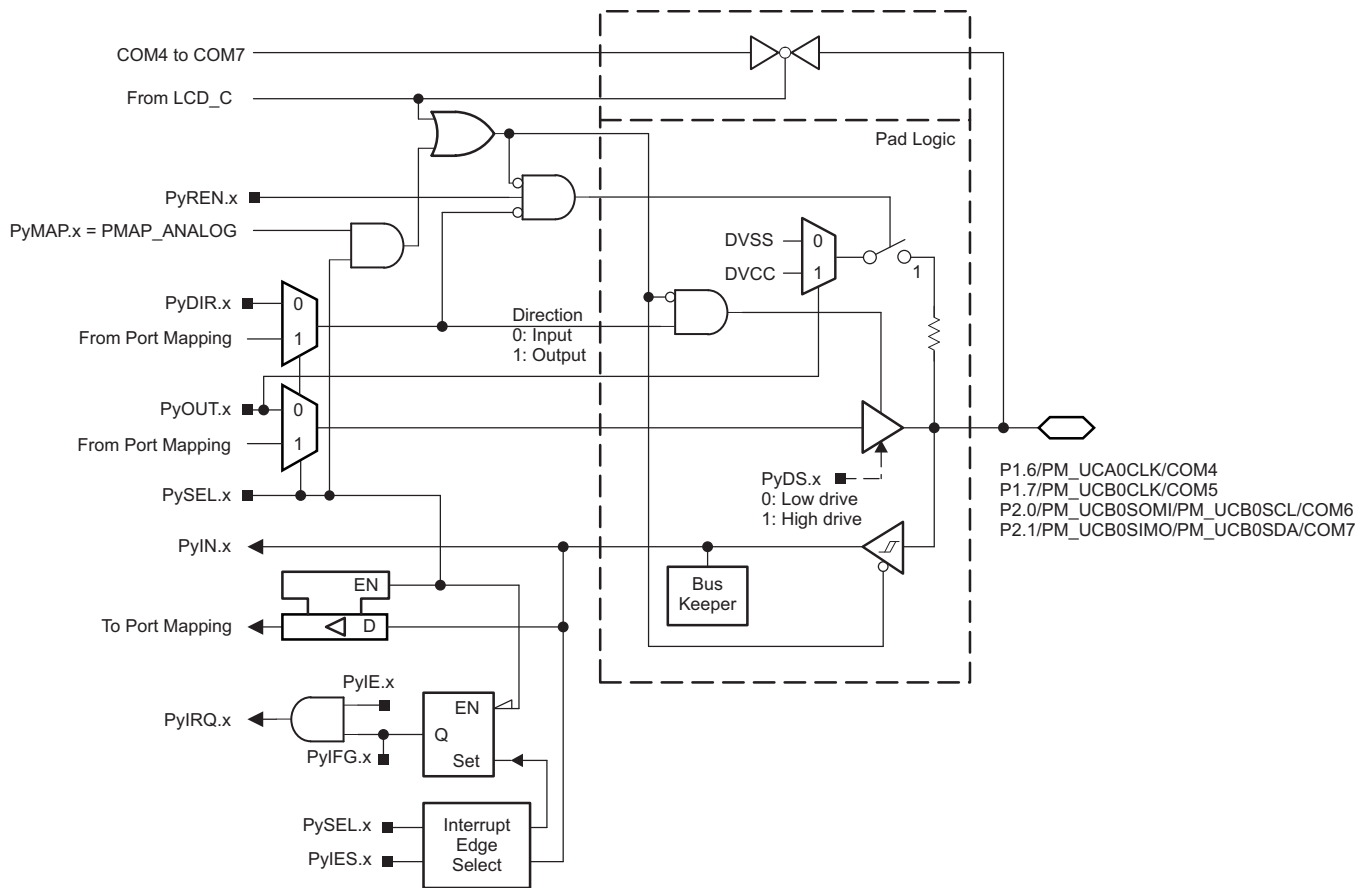 COM4 to COM7
From LCD_C
Pad Logic
PyREN.x
PyMAP.x = PMAP_ANALOG
DVSS
0
DVCC
1
1
PyDIR.x
0
From Port Mapping
1
Direction
0: Input
1: Output
PyOUT.x
0
From Port Mapping
1
PySEL.x
PyDS.x
0: Low drive
1: High drive
P1.6/PM_UCA0CLK/COM4
P1.7/PM_UCB0CLK/COM5
P2.0/PM_UCB0SOMI/PM_UCB0SCL/COM6
P2.1/PM_UCB0SIMO/PM_UCB0SDA/COM7
PyIN.x
Bus
Keeper
EN
To Port Mapping
D
PyIE.x
EN
PyIRQ.x
Q
PyIFG.x
Set
PySEL.x
PyIES.x
Interrupt
Edge
Select